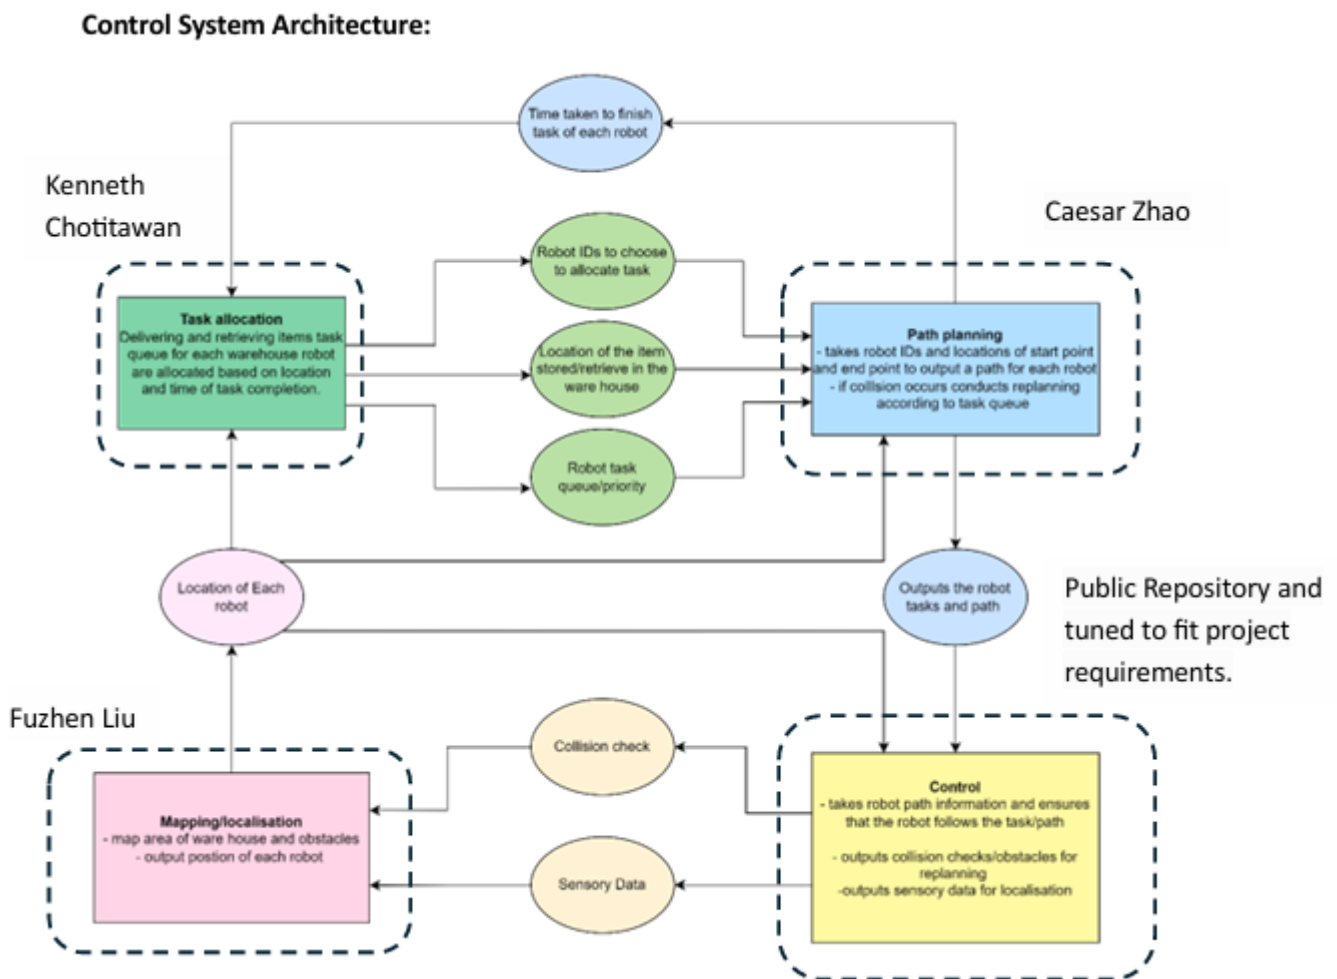 Control System Architecture:
Time taken to finish
task of each robot
Kenneth
Chotitawan
Caesar Zhao
Robot IDs to choose
to allocate task
Task allocation
Delivering and retrieving items task
queue for each warehouse robot
are allocated based on location
and time of task completion.
Location of the item
stored/retrieve in the
ware house
Path planning
- takes robot IDs and locations of start point
and end point to output a path for each robot
- if collision occurs conducts replanning
according to task queue
Robot task
queue/priority
Location of Each
robot
Outputs the robot
tasks and path
Public Repository and
tuned to fit project
requirements.
Fuzhen Liu
Collision check
Mapping/localisation
- map area of ware house and obstacles
- output postion of each robot
Control
- takes robot path information and ensures
that the robot follows the task/path
- outputs collision checks/obstacles for
replanning
-outputs sensory data for localisation
Sensory Data